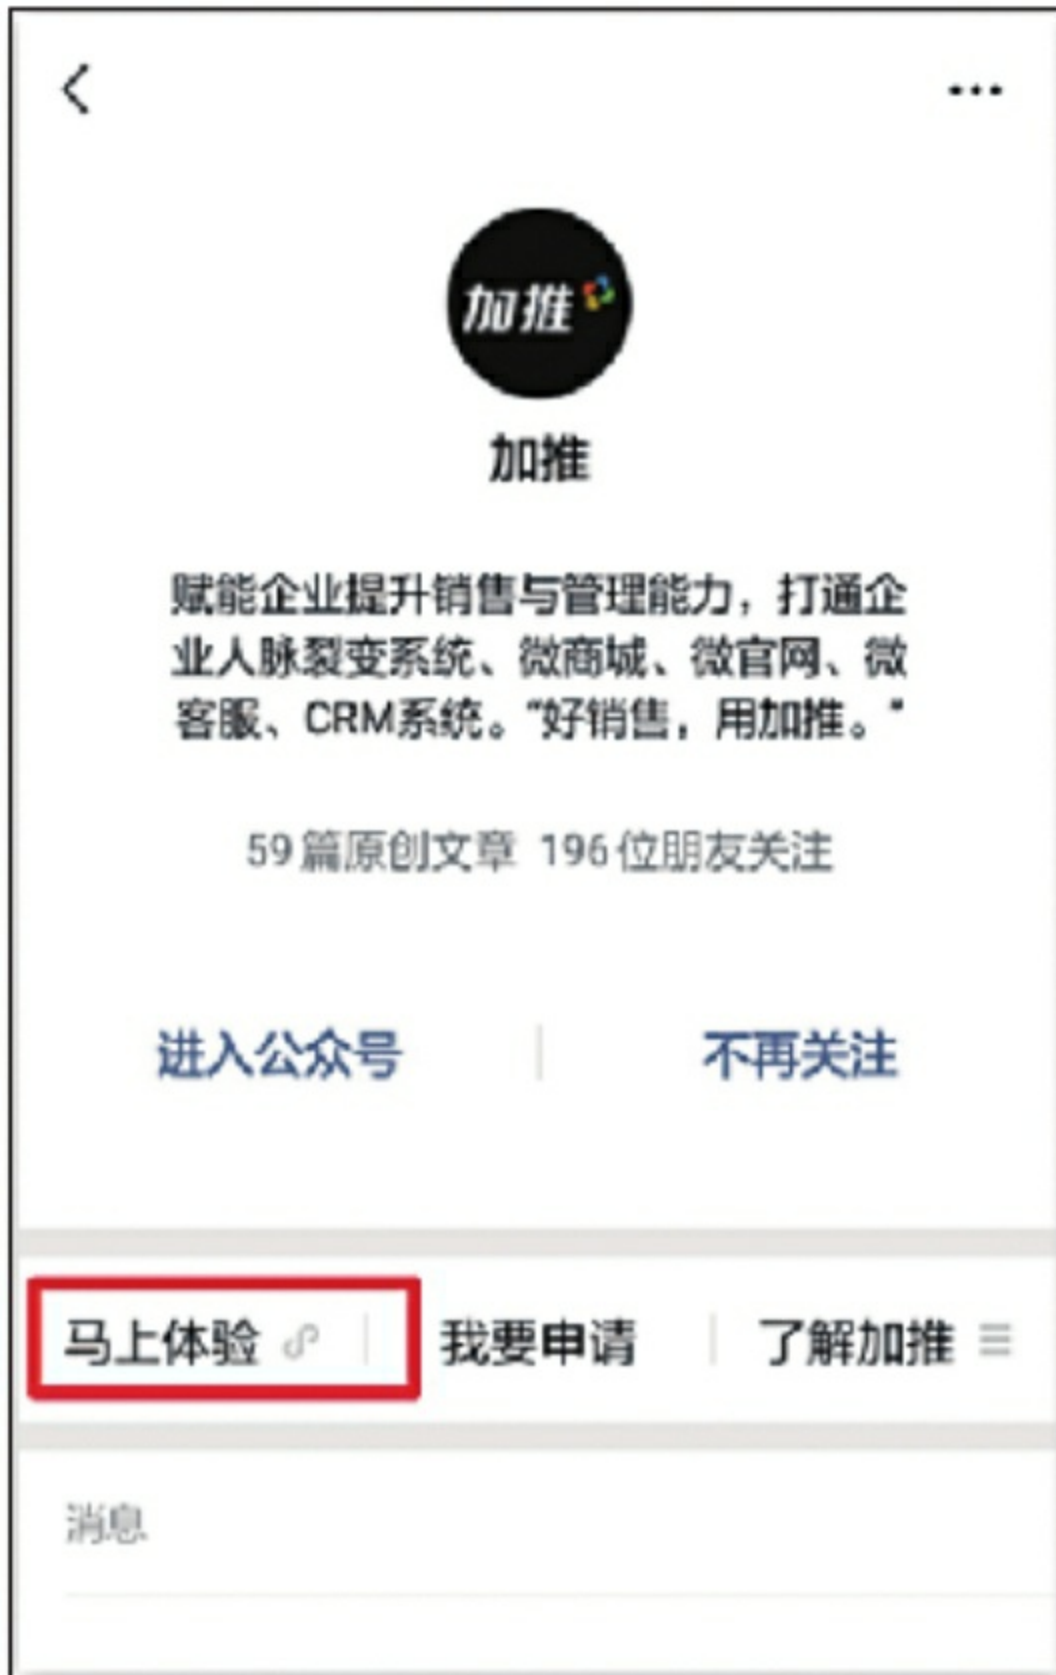 加推
加推
赋能企业提升销售与管理能力，打通企
业人脉裂变系统、微商城、微官网、微
客服、CRM系统。“好销售，用加推。”
59篇原创文章 196位朋友关注
进入公众号 不再关注
马上体验 我要申请 了解加推
消息